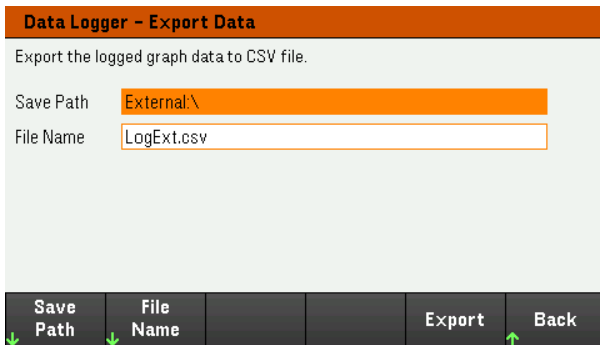 Data Logger - Export Data
Export the logged graph data to CSV file.
Save Path External:\
File Name LogExt.csv
Save Path
File Name
Export
Back